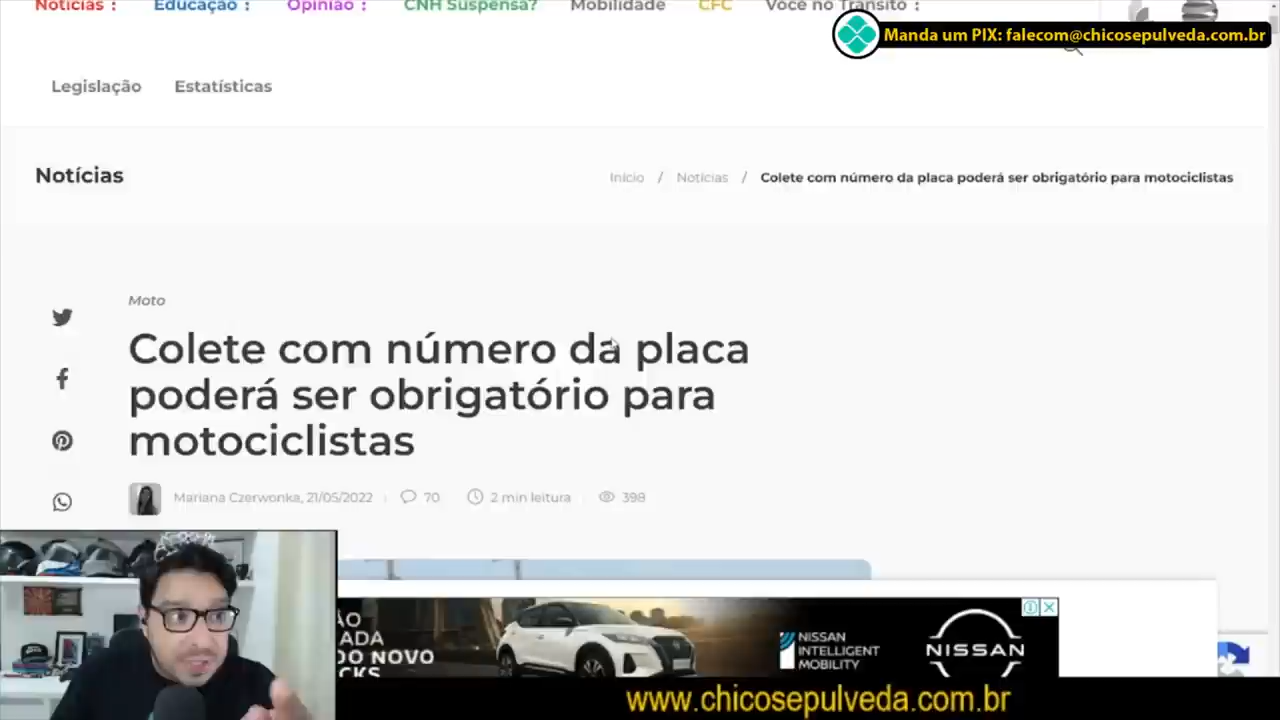 Notícias :
Educação :
Opinião :
CNH Suspensa?
Mobilidade
CFC
Você no Trânsito :
Manda um PIX: falecom@chicosepulveda.com.br
Legislação
Estatísticas
Notícias
Início / Notícias / Colete com número da placa poderá ser obrigatório para motociclistas
Moto
Colete com número da placa
poderá ser obrigatório para
motociclistas
Mariana Czerwonka, 21/05/2022
70
2 min leitura
398
DO NOVO
NISSAN
INTELLIGENT
MOBILITY
NISSAN
www.chicosepulveda.com.br